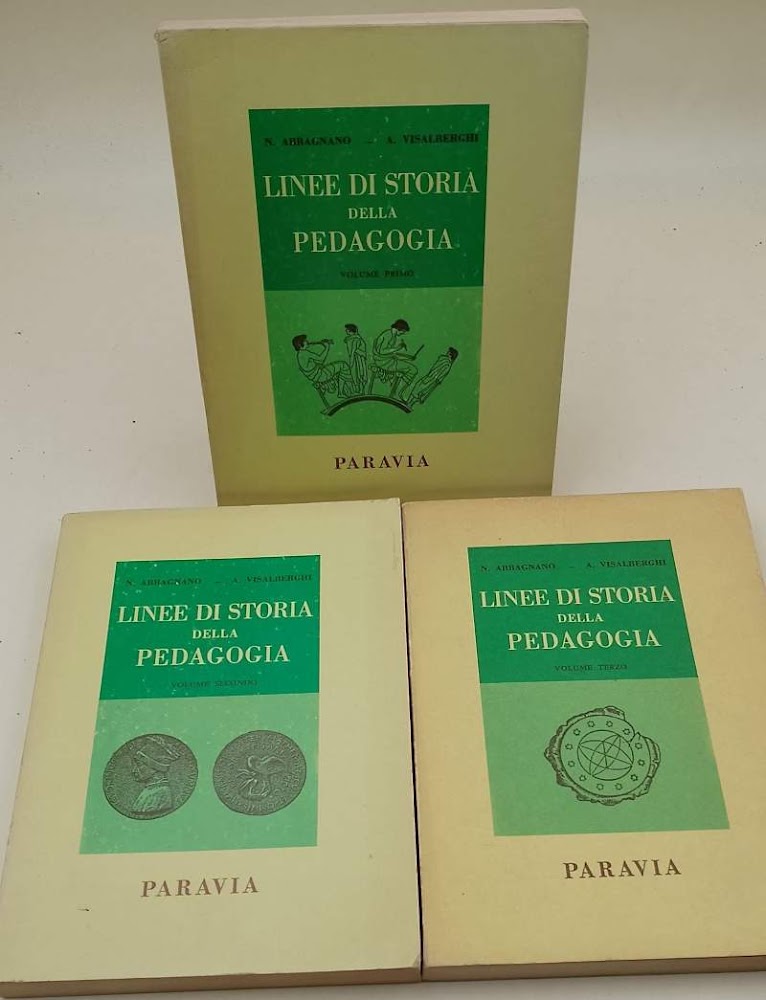 N. ABBAGNANO – A. VISALBERGHI
LINEE DI STORIA
DELLA
PEDAGOGIA
VOLUME PRIMO
PARAVIA
N. ABBAGNANO – A. VISALBERGHI
LINEE DI STORIA
DELLA
PEDAGOGIA
VOLUME SECONDO
PARAVIA
N. ABBAGNANO – A. VISALBERGHI
LINEE DI STORIA
DELLA
PEDAGOGIA
VOLUME TERZO
PARAVIA